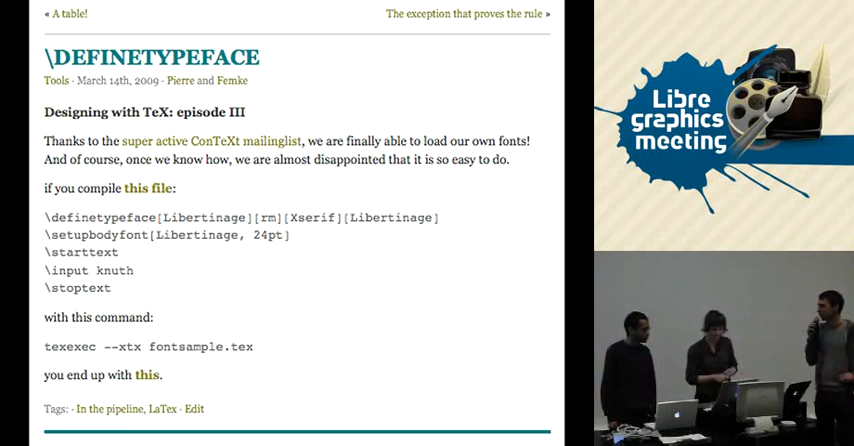 « A table!
The exception that proves the rule »
\DEFINETYPEFACE
Tools · March 14th, 2009 · Pierre and Femke
Designing with TeX: episode III
Thanks to the super active ConTeXt mailinglist, we are finally able to load our own fonts!
And of course, once we know how, we are almost disappointed that it is so easy to do.
if you compile this file:
\definetypeface[Libertinage][rm][Xserif][Libertinage]
\setupbodyfont[Libertinage, 24pt]
\starttext
\input knuth
\stoptext
with this command:
texexec --xtx fontsample.tex
you end up with this.
Tags: · In the pipeline, LaTex · Edit
Libre
graphics
meeting